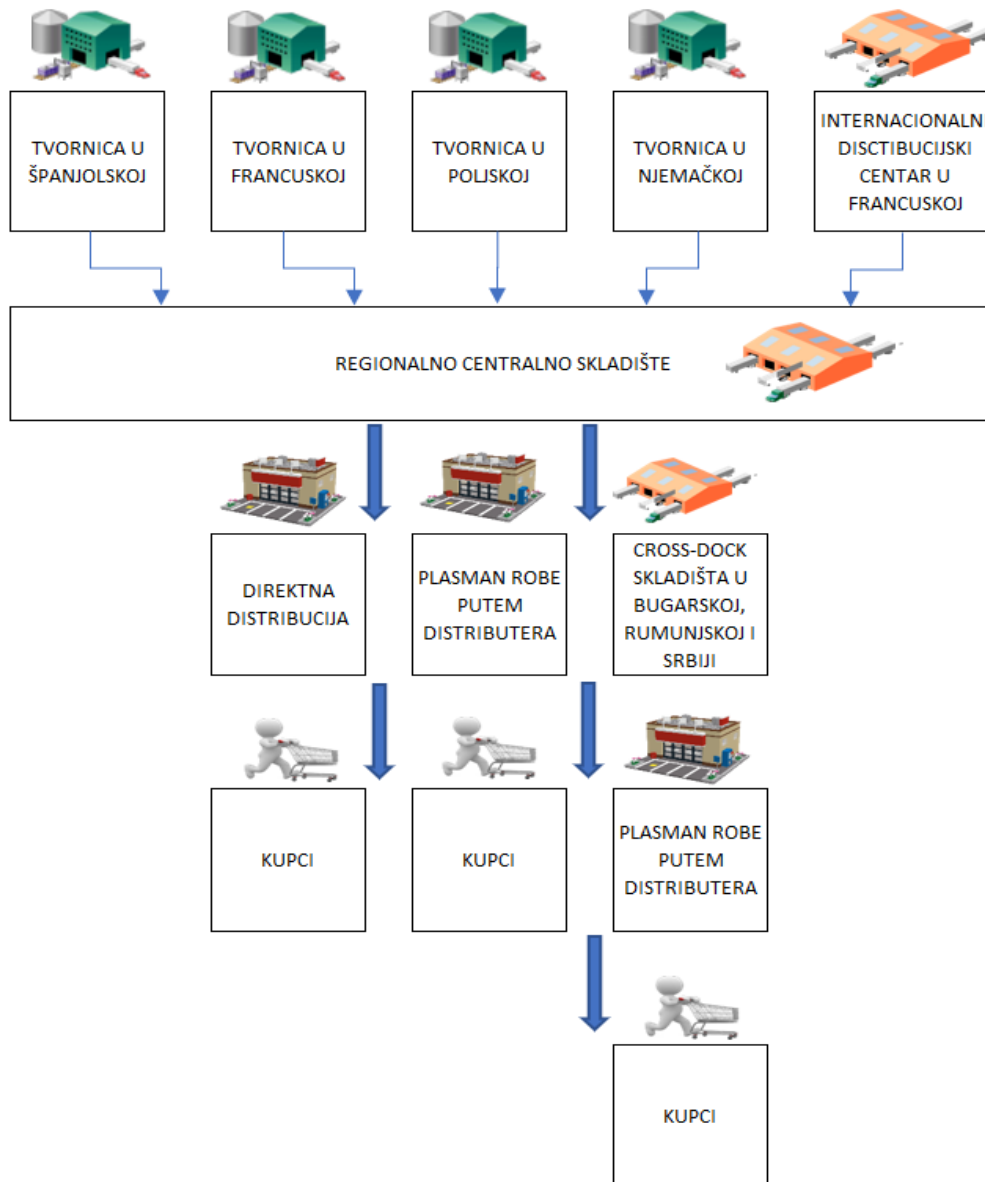 TVORNICA U
ŠPANJOLSKOJ
TVORNICA U
FRANCUSKOJ
TVORNICA U
POLJSKOJ
TVORNICA U
NJEMAČKOJ
INTERNACIONALNI
DISCTIBUCIJSKI
CENTAR U
FRANCUSKOJ
REGIONALNO CENTRALNO SKLADIŠTE
DIREKTNA
DISTRIBUCIJA
PLASMAN ROBE
PUTEM
DISTRIBUTERA
CROSS-DOCK
SKLADIŠTA U
BUGARSKOJ,
RUMUNJSKOJ I
SRBIJI
KUPCI
KUPCI
PLASMAN ROBE
PUTEM
DISTRIBUTERA
KUPCI